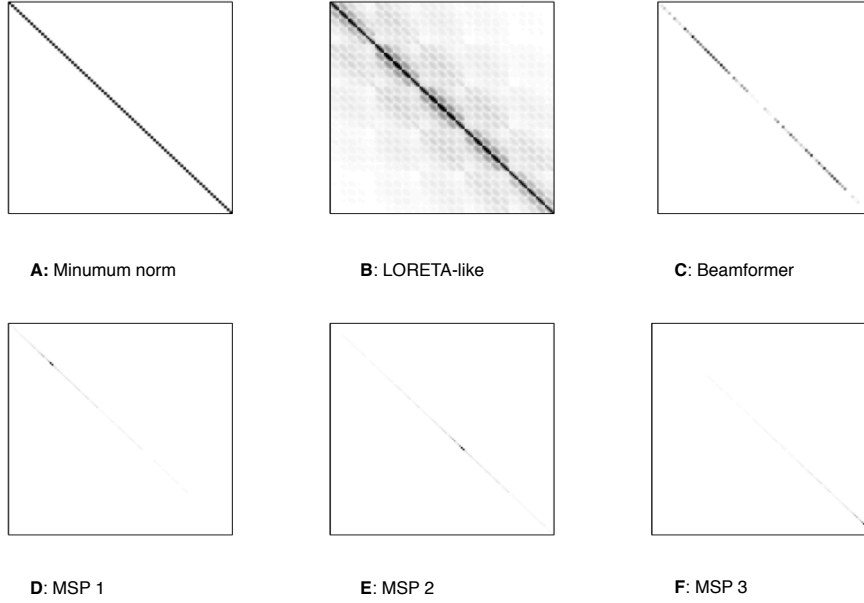 A: Minumum norm
B: LORETA-like
C: Beamformer
D: MSP 1
E: MSP 2
F: MSP 3